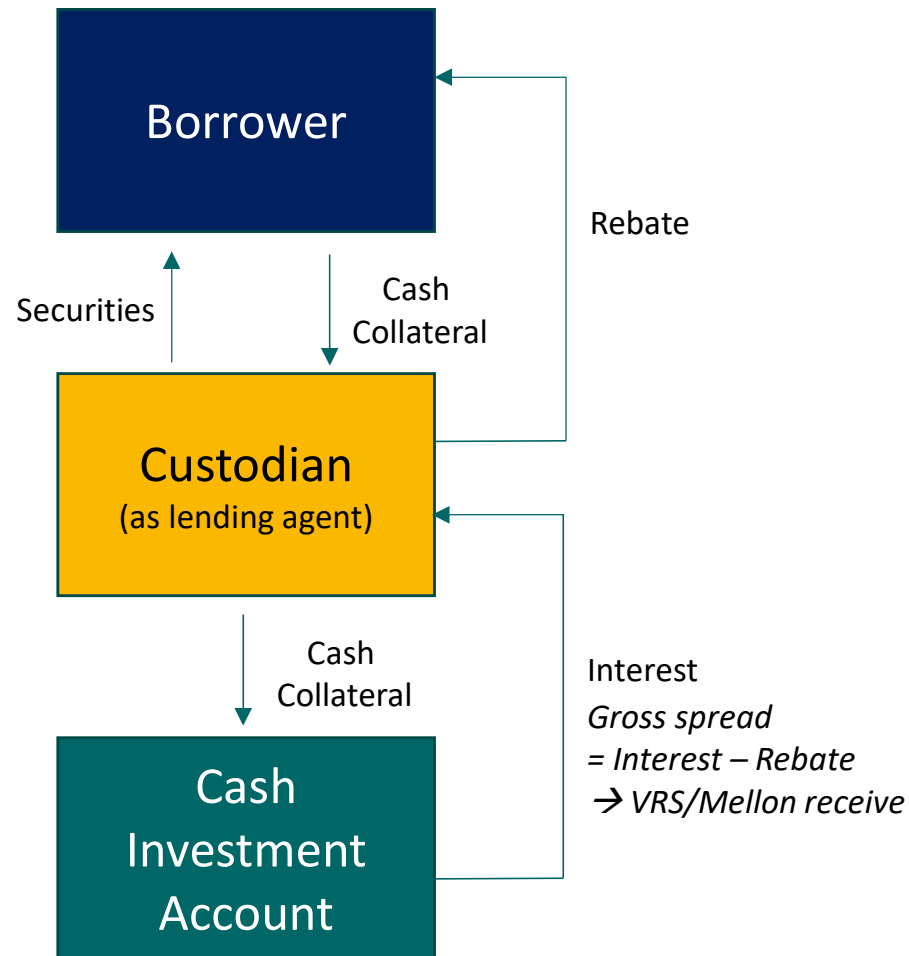 Borrower
Rebate
Securities
Cash
Collateral
Custodian
(as lending agent)
Cash
Collateral
Interest
Gross spread
= Interest – Rebate
→ VRS/Mellon receive
Cash
Investment
Account